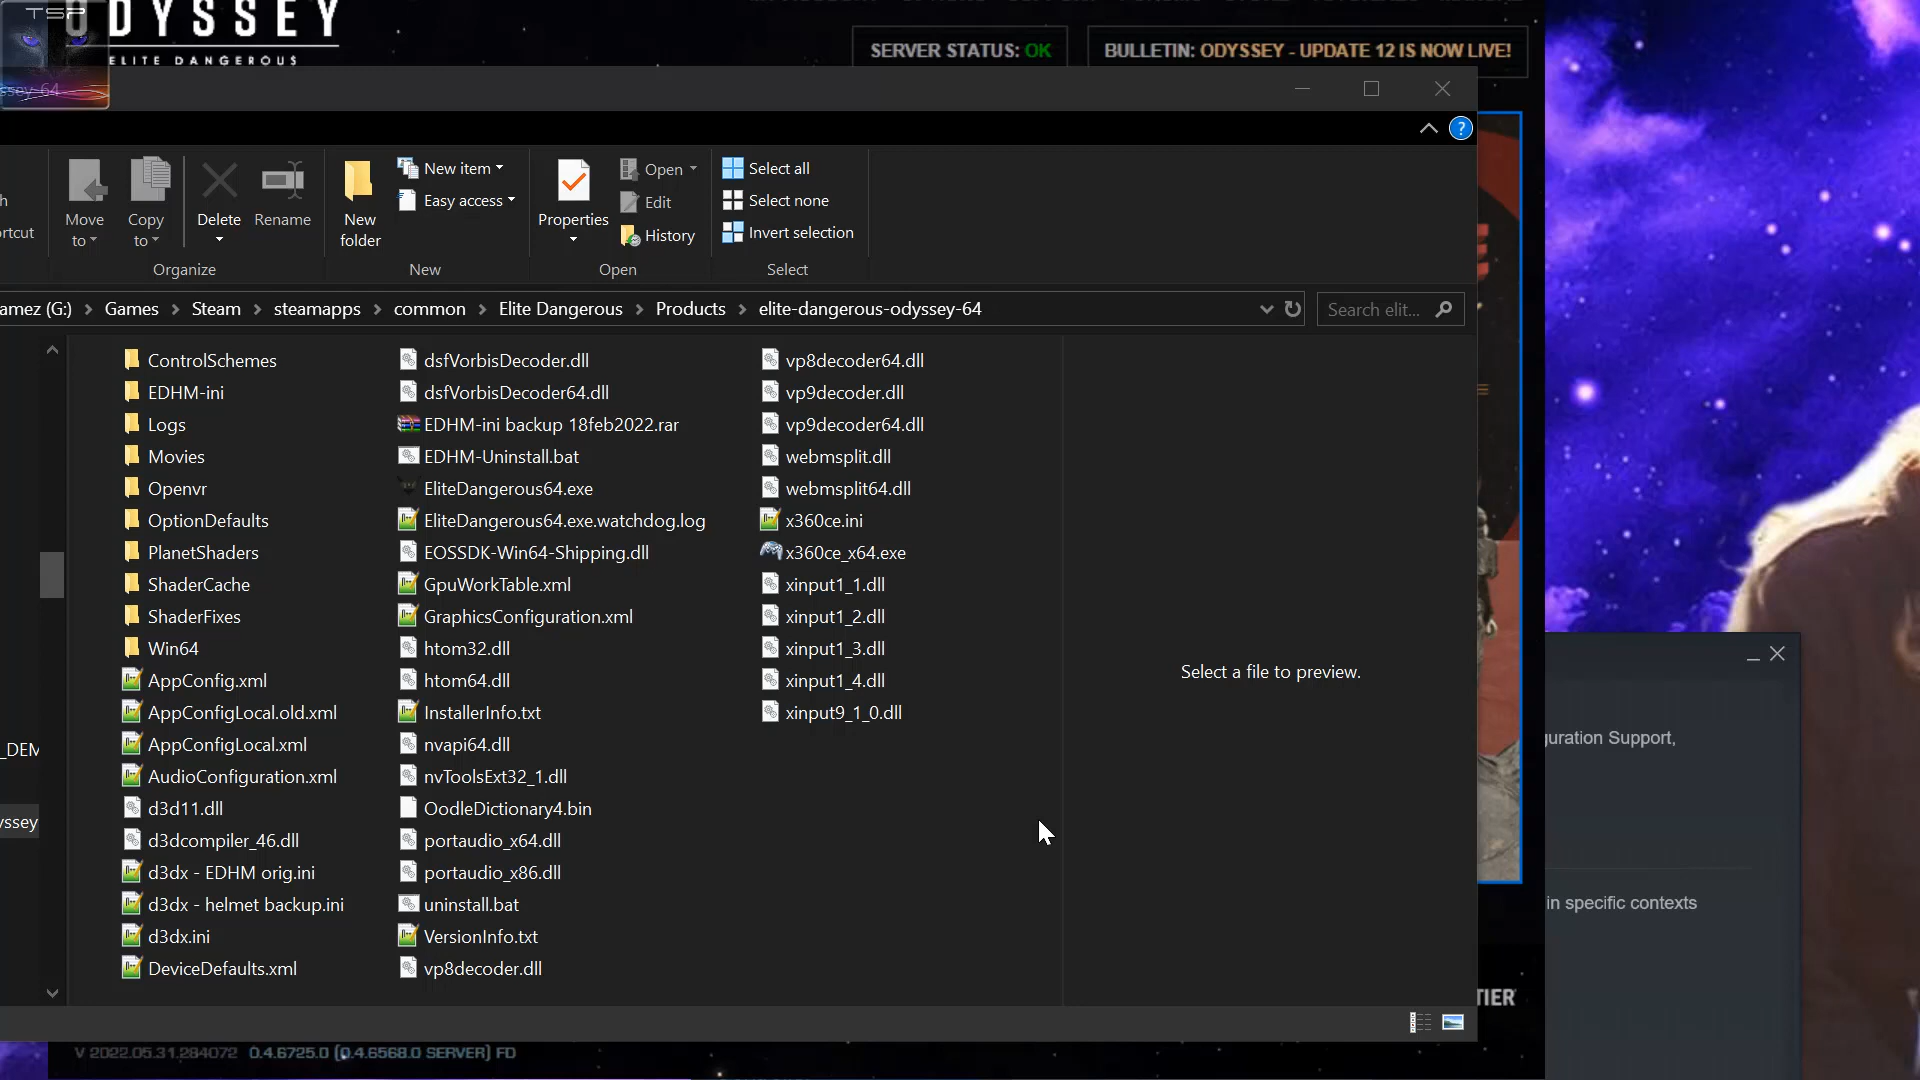 TSP
ODYSSEY
ELITE DANGEROUS
ssey-64
SERVER STATUS: OK
BULLETIN: ODYSSEY - UPDATE 12 IS NOW LIVE!
?
h
rtcut
Move to
Copy to
Delete
Rename
Organize
New folder
New item
Easy access
New
Properties
Open
Edit
History
Open
Select all
Select none
Invert selection
Select
amez (G:) > Games > Steam > steamapps > common > Elite Dangerous > Products > elite-dangerous-odyssey-64
Search elit...
_DEM
yssey
ControlSchemes
EDHM-ini
Logs
Movies
Openvr
OptionDefaults
PlanetShaders
ShaderCache
ShaderFixes
Win64
AppConfig.xml
AppConfigLocal.old.xml
AppConfigLocal.xml
AudioConfiguration.xml
d3d11.dll
d3dcompiler_46.dll
d3dx - EDHM orig.ini
d3dx - helmet backup.ini
d3dx.ini
DeviceDefaults.xml
dsfVorbisDecoder.dll
dsfVorbisDecoder64.dll
EDHM-ini backup 18feb2022.rar
EDHM-Uninstall.bat
EliteDangerous64.exe
EliteDangerous64.exe.watchdog.log
EOSSDK-Win64-Shipping.dll
GpuWorkTable.xml
GraphicsConfiguration.xml
htom32.dll
htom64.dll
InstallerInfo.txt
nvapi64.dll
nvToolsExt32_1.dll
OodleDictionary4.bin
portaudio_x64.dll
portaudio_x86.dll
uninstall.bat
VersionInfo.txt
vp8decoder.dll
vp8decoder64.dll
vp9decoder.dll
vp9decoder64.dll
webmsplit.dll
webmsplit64.dll
x360ce.ini
x360ce_x64.exe
xinput1_1.dll
xinput1_2.dll
xinput1_3.dll
xinput1_4.dll
xinput9_1_0.dll
Select a file to preview.
guration Support,
in specific contexts
TIER
V 2022.05.31.284072 0.4.6725.0 [0.4.6568.0 SERVER] FD